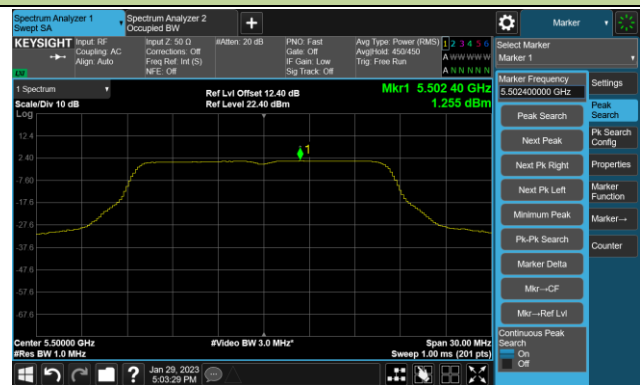 Spectrum Analyzer 1
Swept SA
Spectrum Analyzer 2
Occupied BW
+
Marker
KEYSIGHT
Input: RF
Coupling: AC
Align: Auto
Input Z: 50 Ω
Corrections: Off
Freq Ref: Int (S)
NFE: Off
#Atten: 20 dB
PNO: Fast
Gate: Off
IF Gain: Low
Sig Track: Off
Avg Type: Power (RMS)
Avg|Hold: 450/450
Trig: Free Run
1 2 3 4 5 6
A W W W W W
A N N N N N
Select Marker
Marker 1
LXI
1 Spectrum
Scale/Div 10 dB
Log
Ref Lvl Offset 12.40 dB
Ref Level 22.40 dBm
Mkr1 5.502 40 GHz
1.255 dBm
Marker Frequency
5.502400000 GHz
Settings
Peak Search
Peak Search
Next Peak
Pk Search Config
Next Pk Right
Properties
Next Pk Left
Marker Function
Minimum Peak
Marker→
Pk-Pk Search
Counter
Marker Delta
Mkr→CF
Mkr→Ref Lvl
Continuous Peak Search
On
Off
12.4
2.40
-7.60
-17.6
-27.6
-37.6
-47.6
-57.6
-67.6
1
Center 5.50000 GHz
#Res BW 1.0 MHz
#Video BW 3.0 MHz*
Span 30.00 MHz
Sweep 1.00 ms (201 pts)
?
Jan 29, 2023
5:03:29 PM